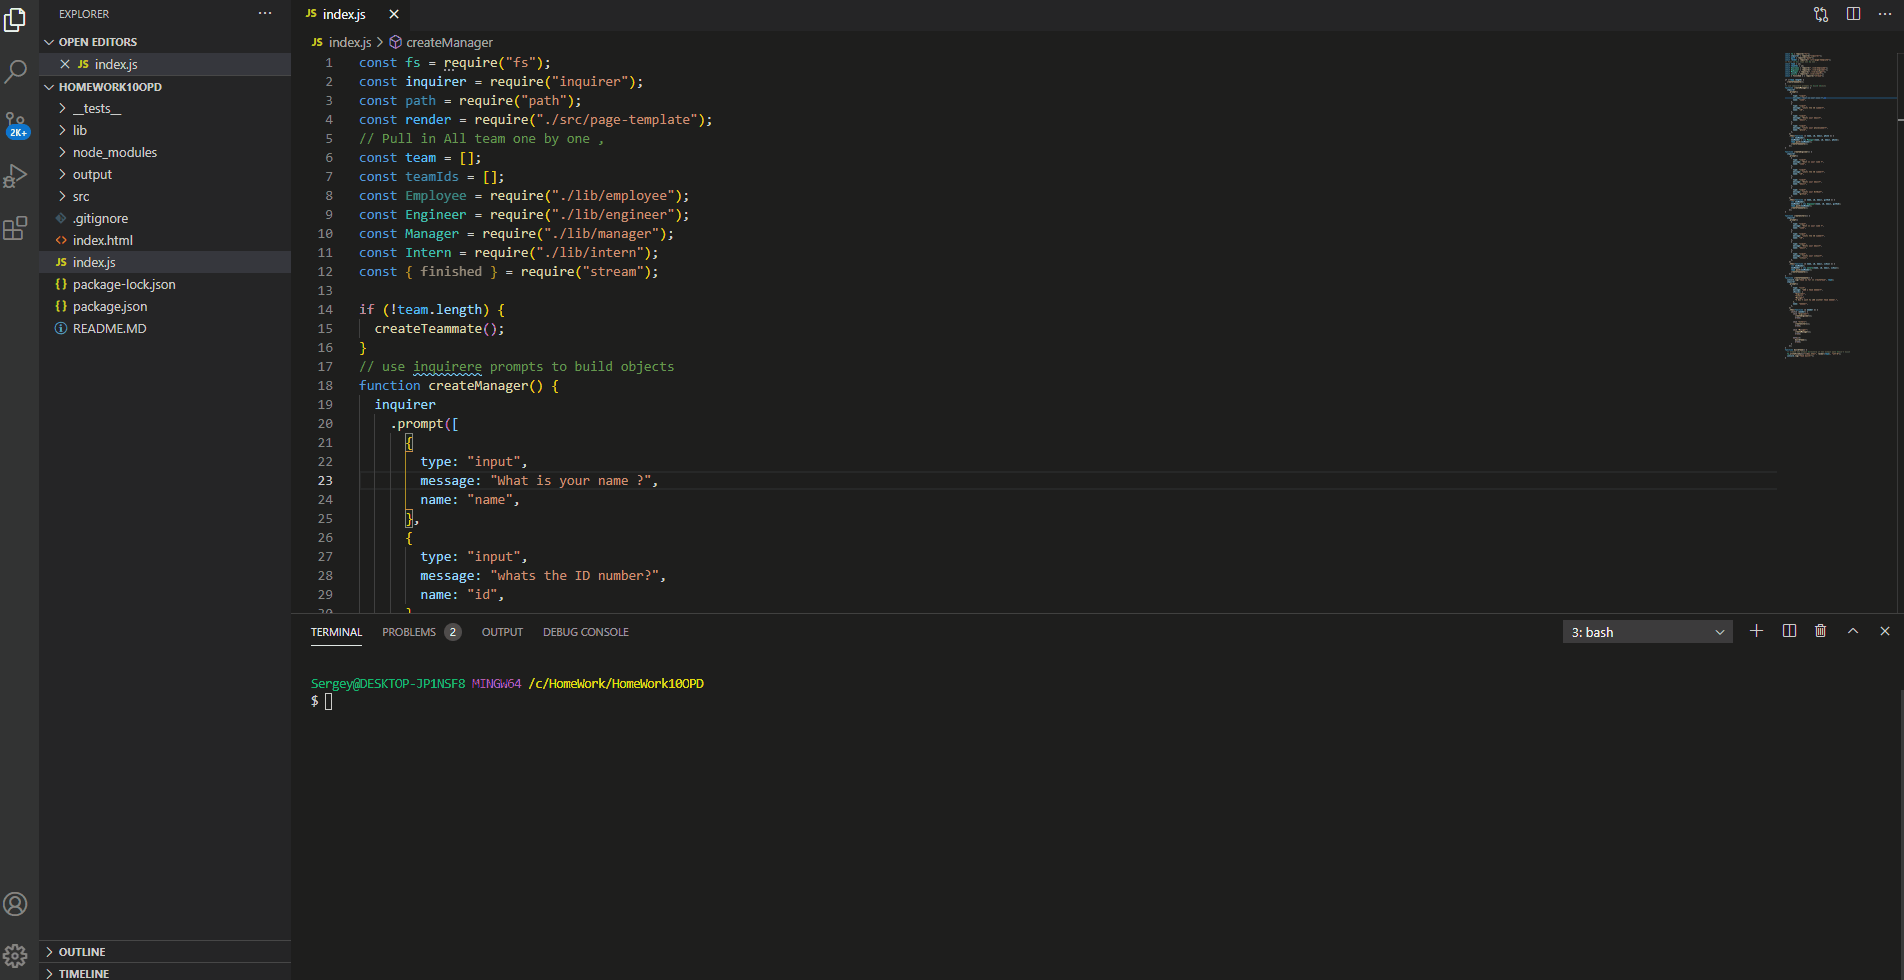 EXPLORER
OPEN EDITORS
JS index.js
HOMEWORK10OPD
__tests__
lib
node_modules
output
src
.gitignore
<> index.html
JS index.js
{} package-lock.json
{} package.json
README.MD
2K+
OUTLINE
TIMELINE
JS index.js
JS index.js > createManager
1 const fs = require("fs");
2 const inquirer = require("inquirer");
3 const path = require("path");
4 const render = require("./src/page-template");
5 // Pull in All team one by one ,
6 const team = [];
7 const teamIds = [];
8 const Employee = require("./lib/employee");
9 const Engineer = require("./lib/engineer");
10 const Manager = require("./lib/manager");
11 const Intern = require("./lib/intern");
12 const { finished } = require("stream");
13
14 if (!team.length) {
15 createTeammate();
16 }
17 // use inquirere prompts to build objects
18 function createManager() {
19 inquirer
20 .prompt([
21 {
22 type: "input",
23 message: "What is your name ?",
24 name: "name",
25 },
26 {
27 type: "input",
28 message: "whats the ID number?",
29 name: "id",
30 }
TERMINAL PROBLEMS 2 OUTPUT DEBUG CONSOLE
3: bash
Sergey@DESKTOP-JP1NSF8 MINGW64 /c/HomeWork/HomeWork10OPD
$